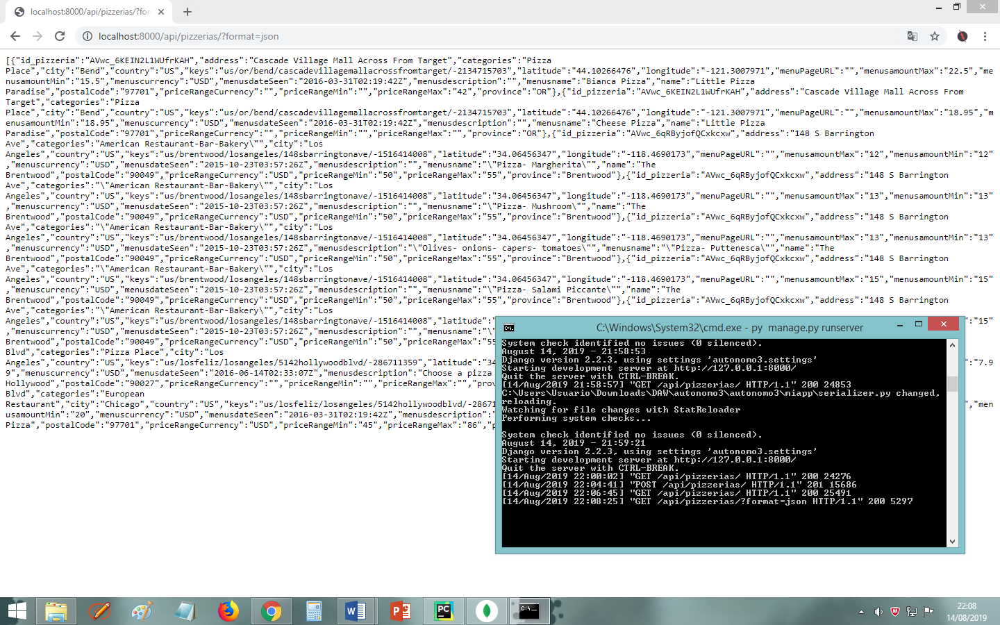 localhost:8000/api/pizzerias/?for
localhost:8000/api/pizzerias/?format=json
[{"id_pizzeria":"AVwc_6KEIN2L1WUfrKAH","address":"Cascade Village Mall Across From Target","categories":"Pizza
Place","city":"Bend","country":"US","keys":"us/or/bend/cascadevillagemallacrossfromtarget/-2134715703","latitude":"44.10266476","longitude":"-121.3007971","menuPageURL":"","menusamountMax":"22.5","me
nusamountMin":"15.5","menuscurrency":"USD","menusdateSeen":"2016-03-31T02:19:42Z","menusdescription":"","menusname":"Bianca Pizza","name":"Little Pizza
Paradise","postalCode":"97701","priceRangeCurrency":"","priceRangeMin":"","priceRangeMax":"42","province":"OR"},{"id_pizzeria":"AVwc_6KEIN2L1WUfrKAH","address":"Cascade Village Mall Across From
Target","categories":"Pizza
Place","city":"Bend","country":"US","keys":"us/or/bend/cascadevillagemallacrossfromtarget/-2134715703","latitude":"44.10266476","longitude":"-121.3007971","menuPageURL":"","menusamountMax":"18.95","m
enusamountMin":"18.95","menuscurrency":"USD","menusdateSeen":"2016-03-31T02:19:42Z","menusdescription":"","menusname":"Cheese Pizza","name":"Little Pizza
Paradise","postalCode":"97701","priceRangeCurrency":"","priceRangeMin":"","priceRangeMax":"","province":"OR"},{"id_pizzeria":"AVwc_6qRByjofQCxkcxw","address":"148 S Barrington
Ave","categories":"American Restaurant-Bar-Bakery\"","city":"Los
Angeles","country":"US","keys":"us/brentwood/losangeles/148sbarringtonave/-1516414008","latitude":"34.06456347","longitude":"-118.4690173","menuPageURL":"","menusamountMax":"12","menusamountMin":"12"
,"menuscurrency":"USD","menusdateSeen":"2015-10-23T03:57:26Z","menusdescription":"","menusname":"\"Pizza- Margherita\"","name":"The
Brentwood","postalCode":"90049","priceRangeCurrency":"USD","priceRangeMin":"50","priceRangeMax":"55","province":"Brentwood"},{"id_pizzeria":"AVwc_6qRByjofQCxkcxw","address":"148 S Barrington
Ave","categories":"\"American Restaurant-Bar-Bakery\"","city":"Los
Angeles","country":"US","keys":"us/brentwood/losangeles/148sbarringtonave/-1516414008","latitude":"34.06456347","longitude":"-118.4690173","menuPageURL":"","menusamountMax":"13","menusamountMin":"13"
,"menuscurrency":"USD","menusdateSeen":"2015-10-23T03:57:26Z","menusdescription":"","menusname":"\"Pizza- Mushroom\"","name":"The
Brentwood","postalCode":"90049","priceRangeCurrency":"USD","priceRangeMin":"50","priceRangeMax":"55","province":"Brentwood"},{"id_pizzeria":"AVwc_6qRByjofQCxkcxw","address":"148 S Barrington
Ave","categories":"\"American Restaurant-Bar-Bakery\"","city":"Los
Angeles","country":"US","keys":"us/brentwood/losangeles/148sbarringtonave/-1516414008","latitude":"34.06456347","longitude":"-118.4690173","menuPageURL":"","menusamountMax":"13","menusamountMin":"13"
,"menuscurrency":"USD","menusdateSeen":"2015-10-23T03:57:26Z","menusdescription":"\"Olives- onions- capers- tomatoes\"","menusname":"\"Pizza- Puttenesca\"","name":"The
Brentwood","postalCode":"90049","priceRangeCurrency":"USD","priceRangeMin":"50","priceRangeMax":"55","province":"Brentwood"},{"id_pizzeria":"AVwc_6qRByjofQCxkcxw","address":"148 S Barrington
Ave","categories":"\"American Restaurant-Bar-Bakery\"","city":"Los
Angeles","country":"US","keys":"us/brentwood/losangeles/148sbarringtonave/-1516414008","latitude":"34.06456347","longitude":"-118.4690173","menuPageURL":"","menusamountMax":"15","menusamountMin":"15"
,"menuscurrency":"USD","menusdateSeen":"2015-10-23T03:57:26Z","menusdescription":"","menusname":"\"Pizza- Salami Piccante\"","name":"The
Brentwood","postalCode":"90049","priceRangeCurrency":"USD","priceRangeMin":"50","priceRangeMax":"55","province":"Brentwood"},{"id_pizzeria":"AVwc_6qRByjofQCxkcxw","address":"148 S Barrington
Ave","categories":"\"American Restaurant-Bar-Bakery\"","city":"Los
Angeles","country":"US","keys":"us/brentwood/losangeles/148sbarringtonave/-1516414008","latitude":" :"15"
,"menuscurrency":"USD","menusdateSeen":"2015-10-23T03:57:26Z","menusdescription":"
Brentwood","postalCode":"90049","priceRangeCurrency":"USD","priceRangeMin":"50","priceRangeMax":"55
Blvd","categories":"Pizza Place","city":"Los
Angeles","country":"US","keys":"us/losfeliz/losangeles/5142hollywoodblvd/-286711359","latitude":"34 :"7.9
9","menuscurrency":"USD","menusdateSeen":"2016-06-14T02:33:07Z","menusdescription":"Choose a pizza
Hollywood","postalCode":"90027","priceRangeCurrency":"","priceRangeMin":"","priceRangeMax":"","prov
Blvd","categories":"European
Restaurant","city":"Chicago","country":"US","keys":"us/losfeliz/losangeles/5142hollywoodblvd/-28671 ","men
usamountMin":"20","menuscurrency":"USD","menusdateSeen":"2016-03-31T02:19:42Z","menusdescription":"
Pizza","postalCode":"97701","priceRangeCurrency":"USD","priceRangeMin":"45","priceRangeMax":"86","p
C:\Windows\System32\cmd.exe - py  manage.py runserver
System check identified no issues (0 silenced).
August 14, 2019 - 21:58:53
Django version 2.2.3, using settings 'autonomo3.settings'
Starting development server at http://127.0.0.1:8000/
Quit the server with CTRL-BREAK.
[14/Aug/2019 21:58:57] "GET /api/pizzerias/ HTTP/1.1" 200 24853
C:\Users\Usuario\Downloads\DAW\autonomo3\autonomo3\miapp\serializer.py changed,
reloading.
Watching for file changes with StatReloader
Performing system checks...
System check identified no issues (0 silenced).
August 14, 2019 - 21:59:21
Django version 2.2.3, using settings 'autonomo3.settings'
Starting development server at http://127.0.0.1:8000/
Quit the server with CTRL-BREAK.
[14/Aug/2019 22:00:02] "GET /api/pizzerias/ HTTP/1.1" 200 24276
[14/Aug/2019 22:04:41] "POST /api/pizzerias/ HTTP/1.1" 201 15686
[14/Aug/2019 22:06:45] "GET /api/pizzerias/ HTTP/1.1" 200 25491
[14/Aug/2019 22:08:25] "GET /api/pizzerias/?format=json HTTP/1.1" 200 5297
22:08
14/08/2019